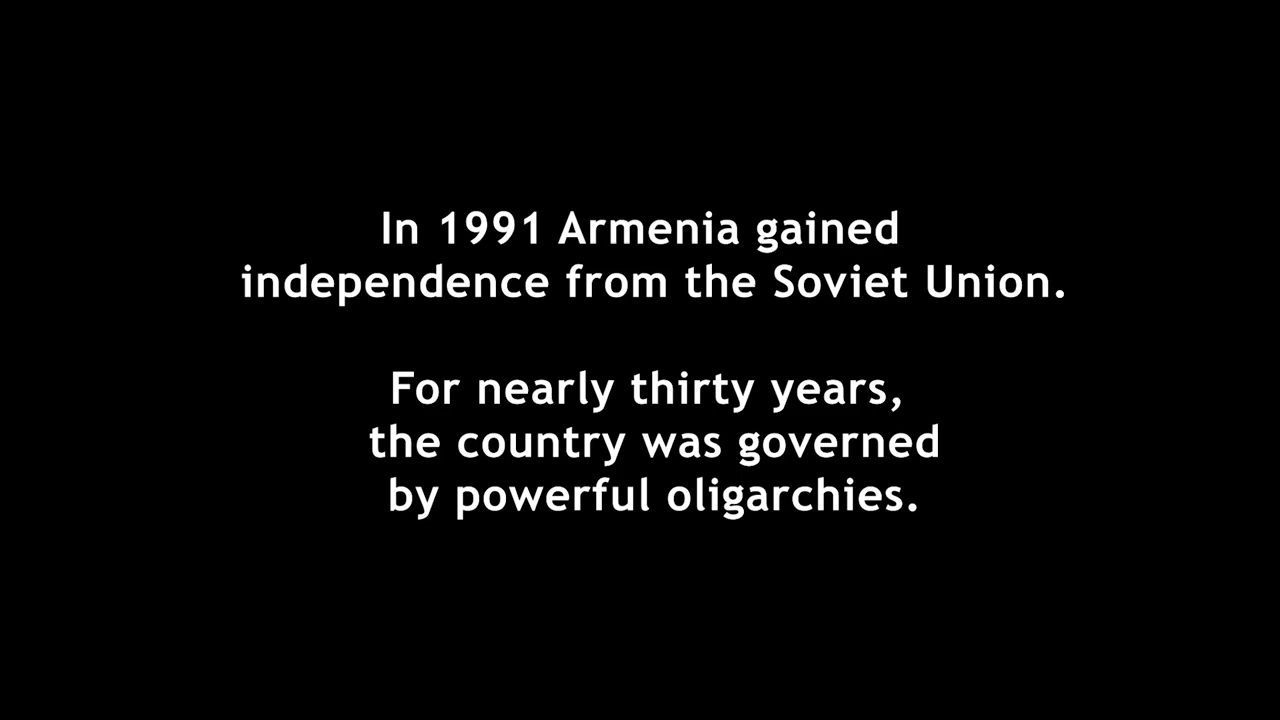 In 1991 Armenia gained
independence from the Soviet Union.
For nearly thirty years,
the country was governed
by powerful oligarchies.